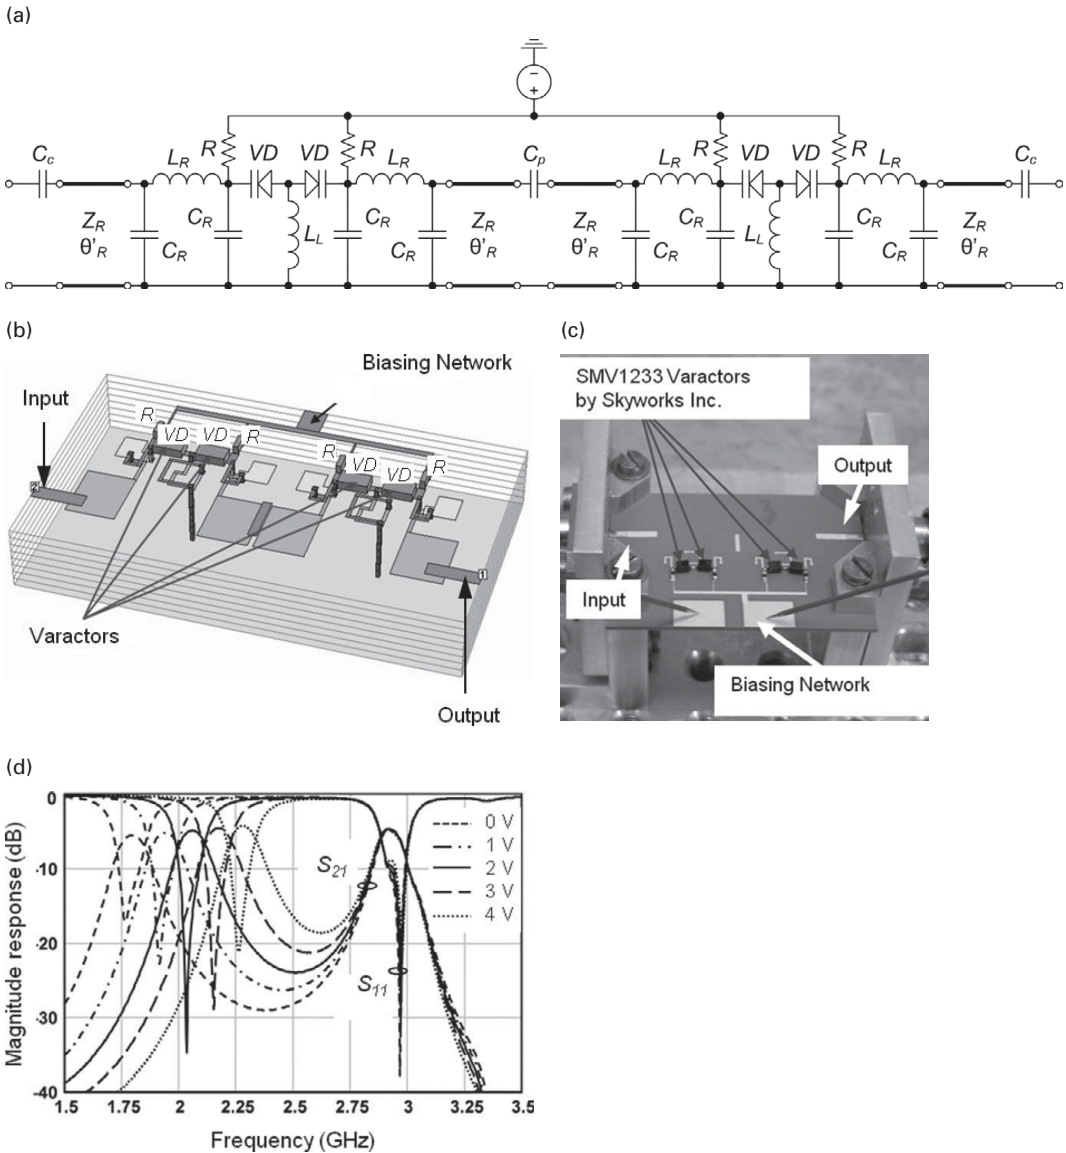 (a)
−
+
R VD VD R R VD VD R
C_c L_R L_R C_p L_R L_R C_c
Z_R C_R L_L C_R Z_R Z_R C_R L_L C_R Z_R
θ'_R C_R C_R θ'_R θ'_R C_R C_R θ'_R
(b)
Biasing Network
Input
R VD VD R R VD VD R
2
1
Varactors
Output
(c)
SMV1233 Varactors
by Skyworks Inc.
Output
Input
Biasing Network
(d)
Magnitude response (dB)
0
-10
-20
-30
-40
S_21
S_11
0 V
1 V
2 V
3 V
4 V
1.5 1.75 2 2.25 2.5 2.75 3 3.25 3.5
Frequency (GHz)